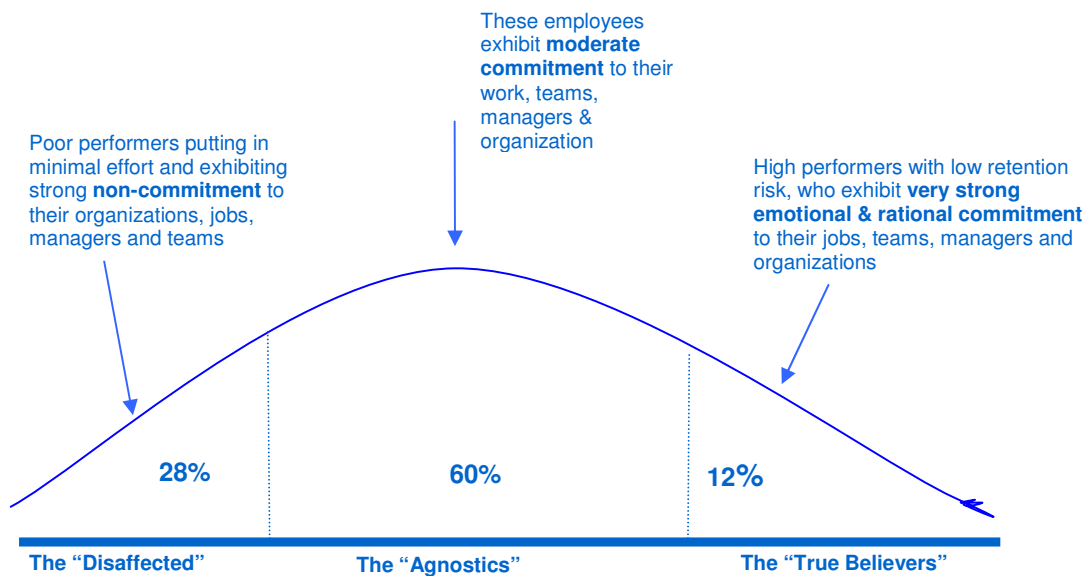 These employees
exhibit moderate
commitment to their
work, teams,
managers &
organization
Poor performers putting in
minimal effort and exhibiting
strong non-commitment to
their organizations, jobs,
managers and teams
High performers with low retention
risk, who exhibit very strong
emotional & rational commitment
to their jobs, teams, managers and
organizations
28%
60%
12%
The “Disaffected”
The “Agnostics”
The “True Believers”